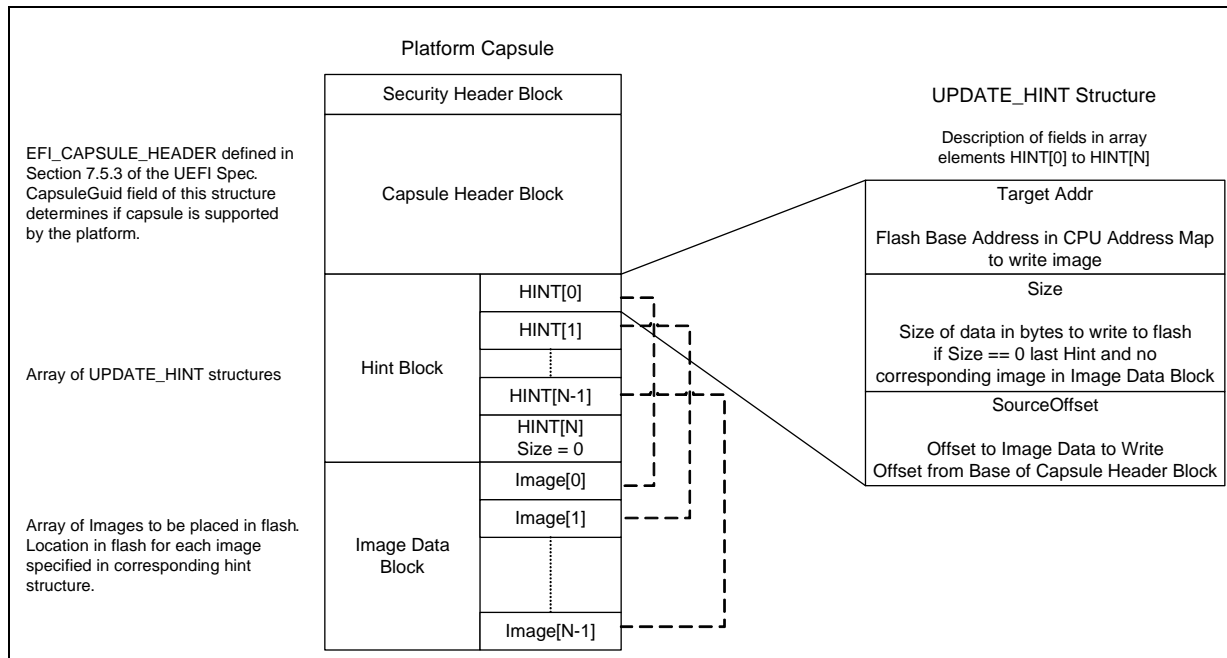 Platform Capsule
Security Header Block
EFI_CAPSULE_HEADER defined in
Section 7.5.3 of the UEFI Spec.
CapsuleGuid field of this structure
determines if capsule is supported
by the platform.
Capsule Header Block
Array of UPDATE_HINT structures
Hint Block
HINT[0]
HINT[1]
HINT[N-1]
HINT[N]
Size = 0
Array of Images to be placed in flash.
Location in flash for each image
specified in corresponding hint
structure.
Image Data
Block
Image[0]
Image[1]
Image[N-1]
UPDATE_HINT Structure
Description of fields in array
elements HINT[0] to HINT[N]
Target Addr
Flash Base Address in CPU Address Map
to write image
Size
Size of data in bytes to write to flash
if Size == 0 last Hint and no
corresponding image in Image Data Block
SourceOffset
Offset to Image Data to Write
Offset from Base of Capsule Header Block